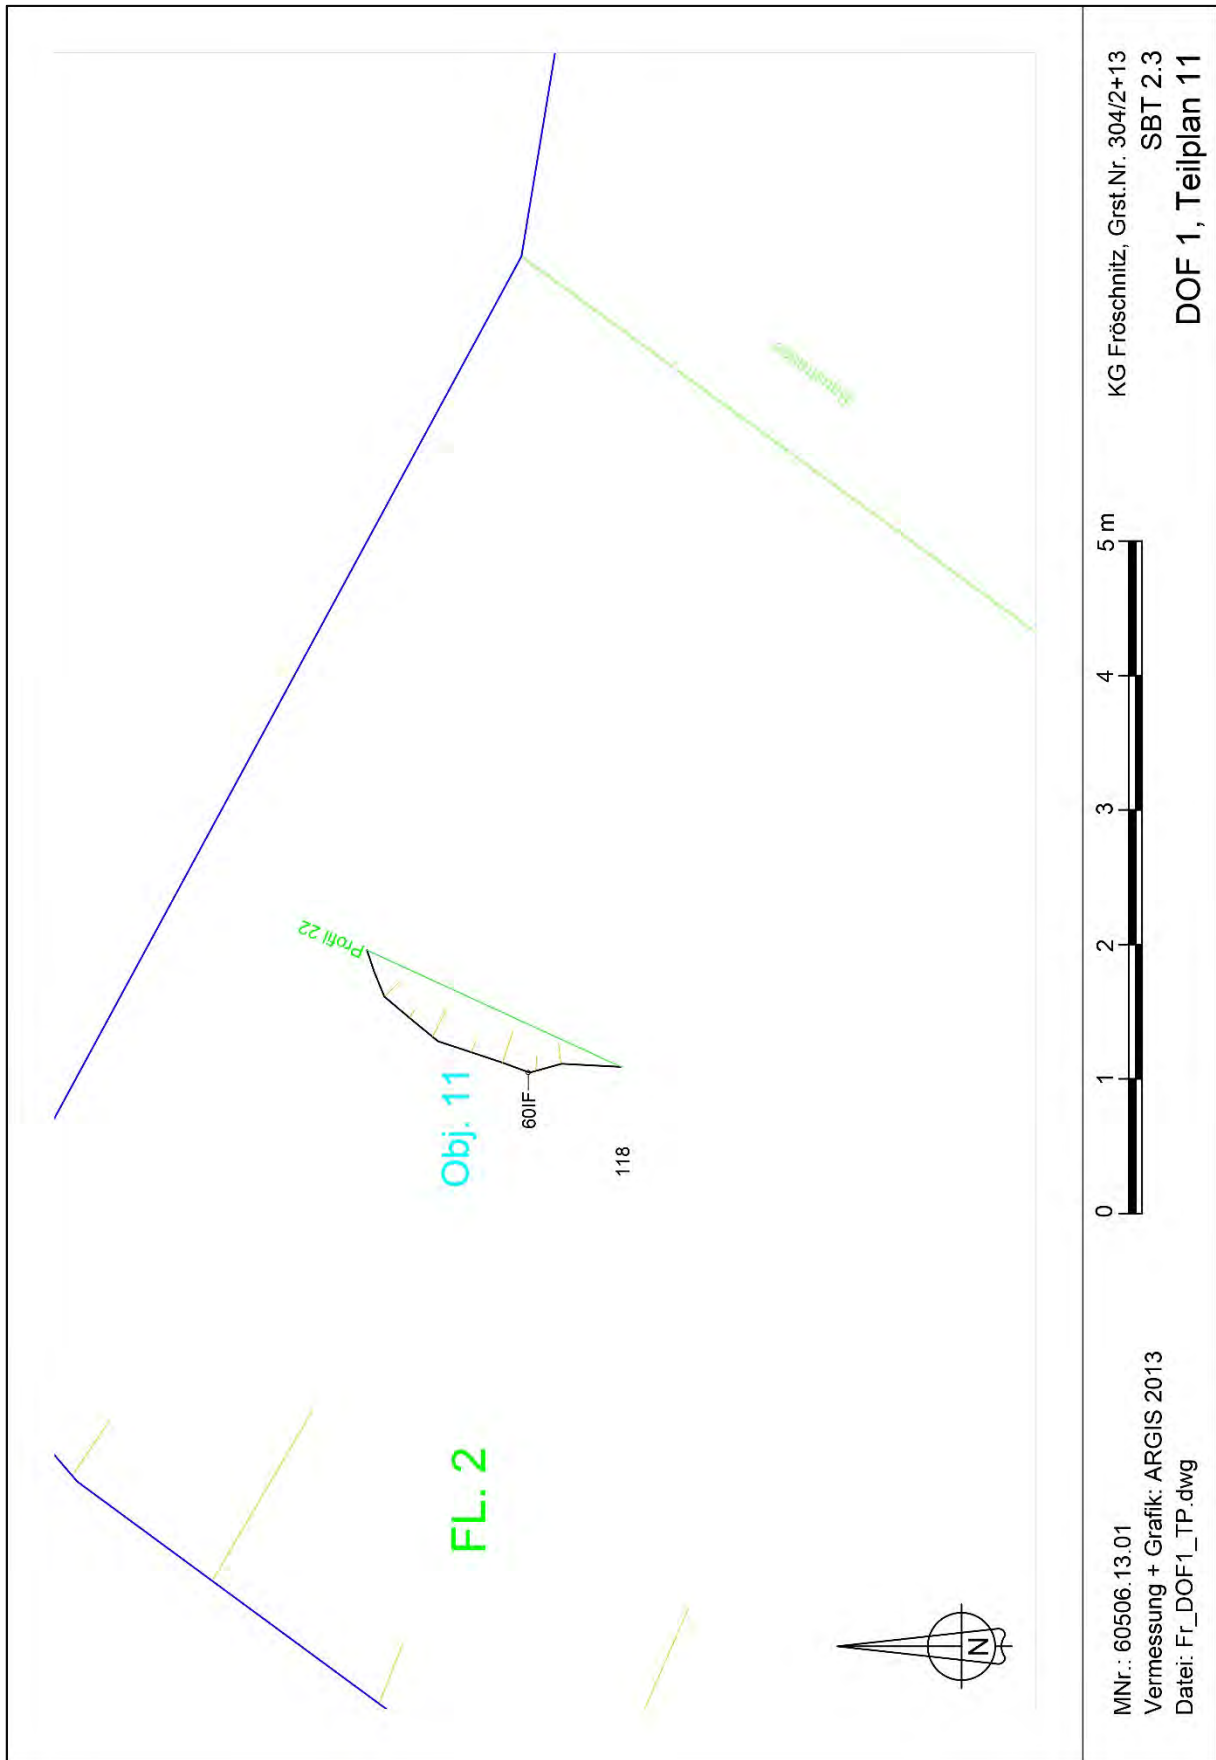 Profil 22
Obj. 11
60IF
118
FL. 2
N
0 1 2 3 4 5 m
MNr.: 60506.13.01
Vermessung + Grafik: ARGIS 2013
Datei: Fr_DOF1_TP.dwg
KG Fröschnitz, Grst.Nr. 304/2+13
SBT 2.3
DOF 1, Teilplan 11